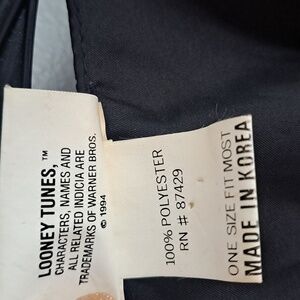 LOONEY TUNES,™
CHARACTERS, NAMES AND
ALL RELATED INDICIA ARE
TRADEMARKS OF WARNER BROS.
© 1994
100% POLYESTER
RN # 87429
ONE SIZE FIT MOST
MADE IN KOREA